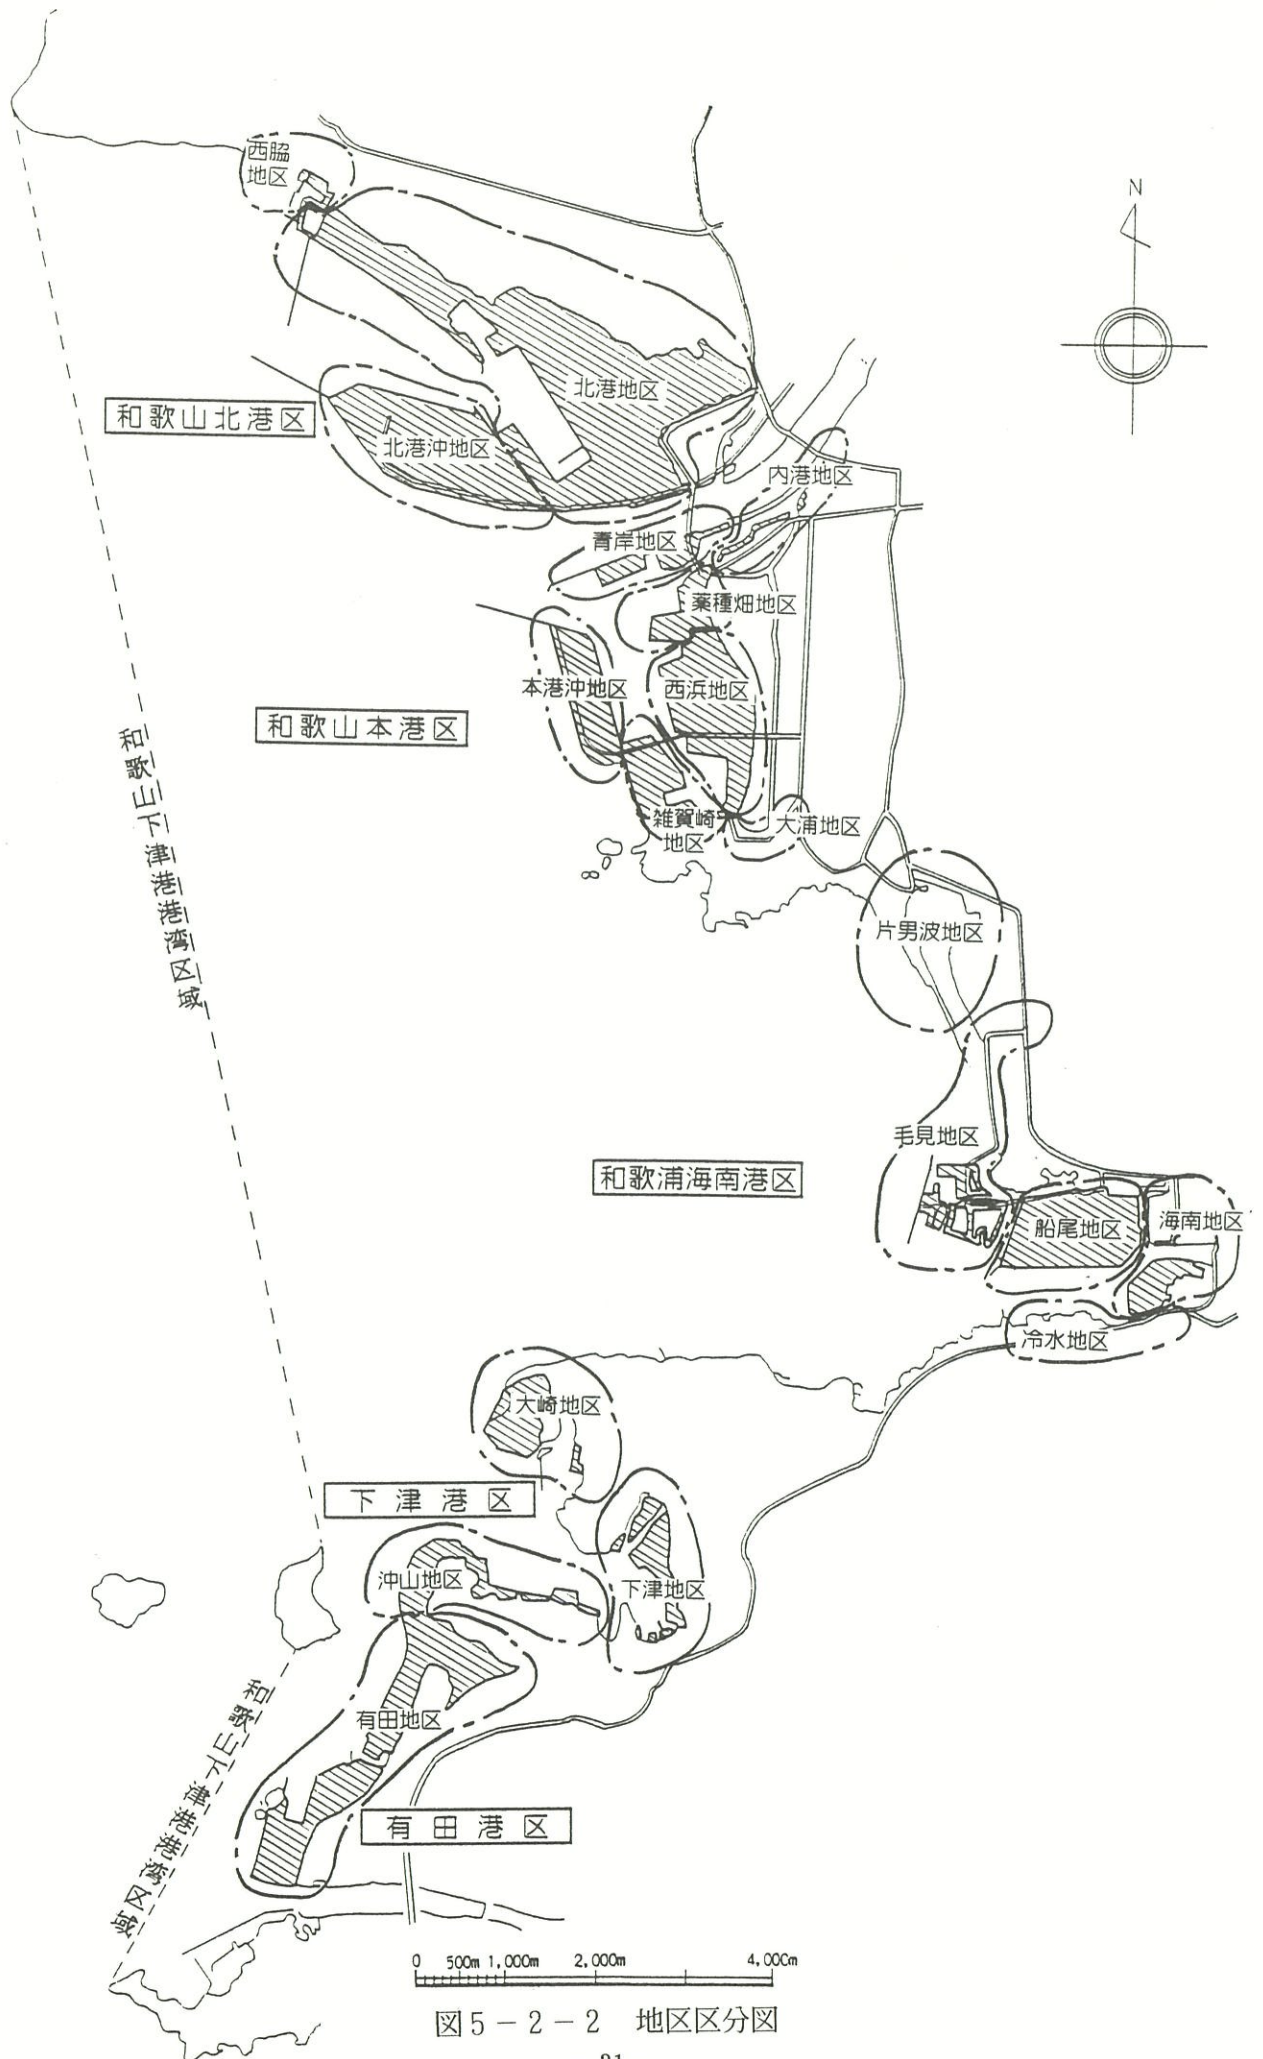 西脇
地区
N
北港地区
和歌山北港区
北港沖地区
内港地区
青岸地区
薬種畑地区
本港沖地区
西浜地区
和歌山本港区
雑賀崎
地区
大浦地区
片男波地区
和歌山下津港港湾区域
毛見地区
和歌浦海南港区
船尾地区
海南地区
冷水地区
大崎地区
下津港区
沖山地区
下津地区
有田地区
和歌山下津港港湾区域
有田港区
0 500m 1,000m 2,000m 4,000m
図5-2-2 地区区分図